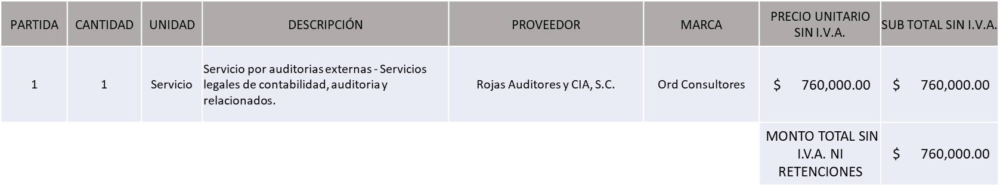 PARTIDA CANTIDAD UNIDAD DESCRIPCIÓN PROVEEDOR MARCA PRECIO UNITARIO SIN I.V.A. SUB TOTAL SIN I.V.A.
1 1 Servicio Servicio por auditorias externas - Servicios
legales de contabilidad, auditoria y
relacionados. Rojas Auditores y CIA, S.C. Ord Consultores $ 760,000.00 $ 760,000.00
MONTO TOTAL SIN
I.V.A. NI
RETENCIONES $ 760,000.00